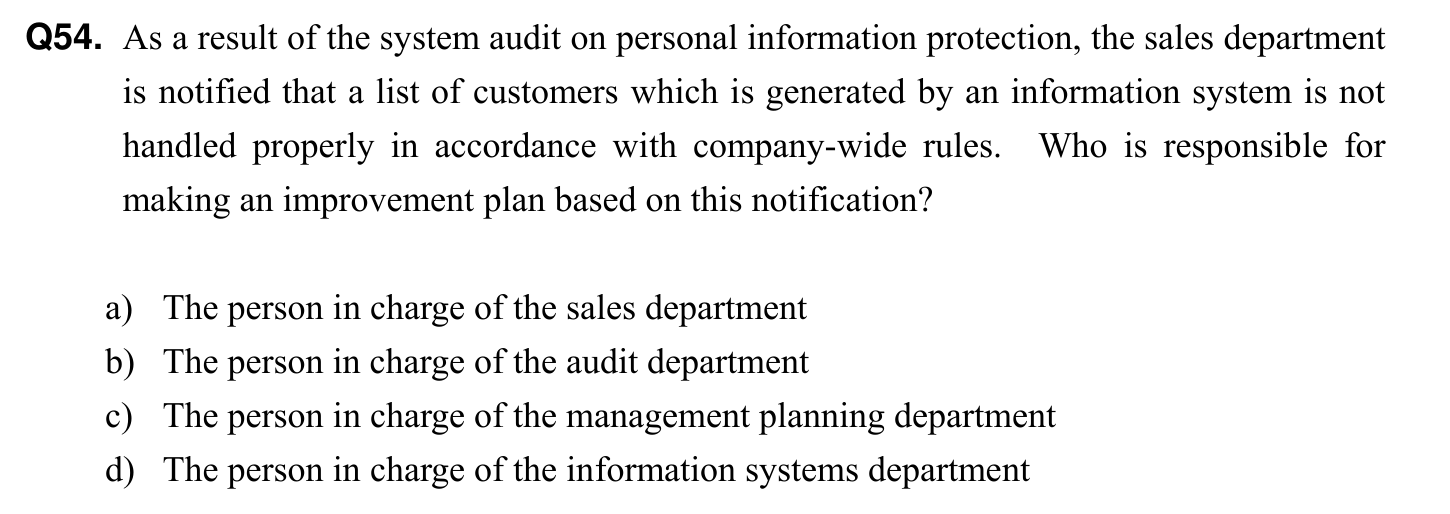 Q54. As a result of the system audit on personal information protection, the sales department
is notified that a list of customers which is generated by an information system is not
handled properly in accordance with company-wide rules. Who is responsible for
making an improvement plan based on this notification?
a) The person in charge of the sales department
b) The person in charge of the audit department
c) The person in charge of the management planning department
d) The person in charge of the information systems department